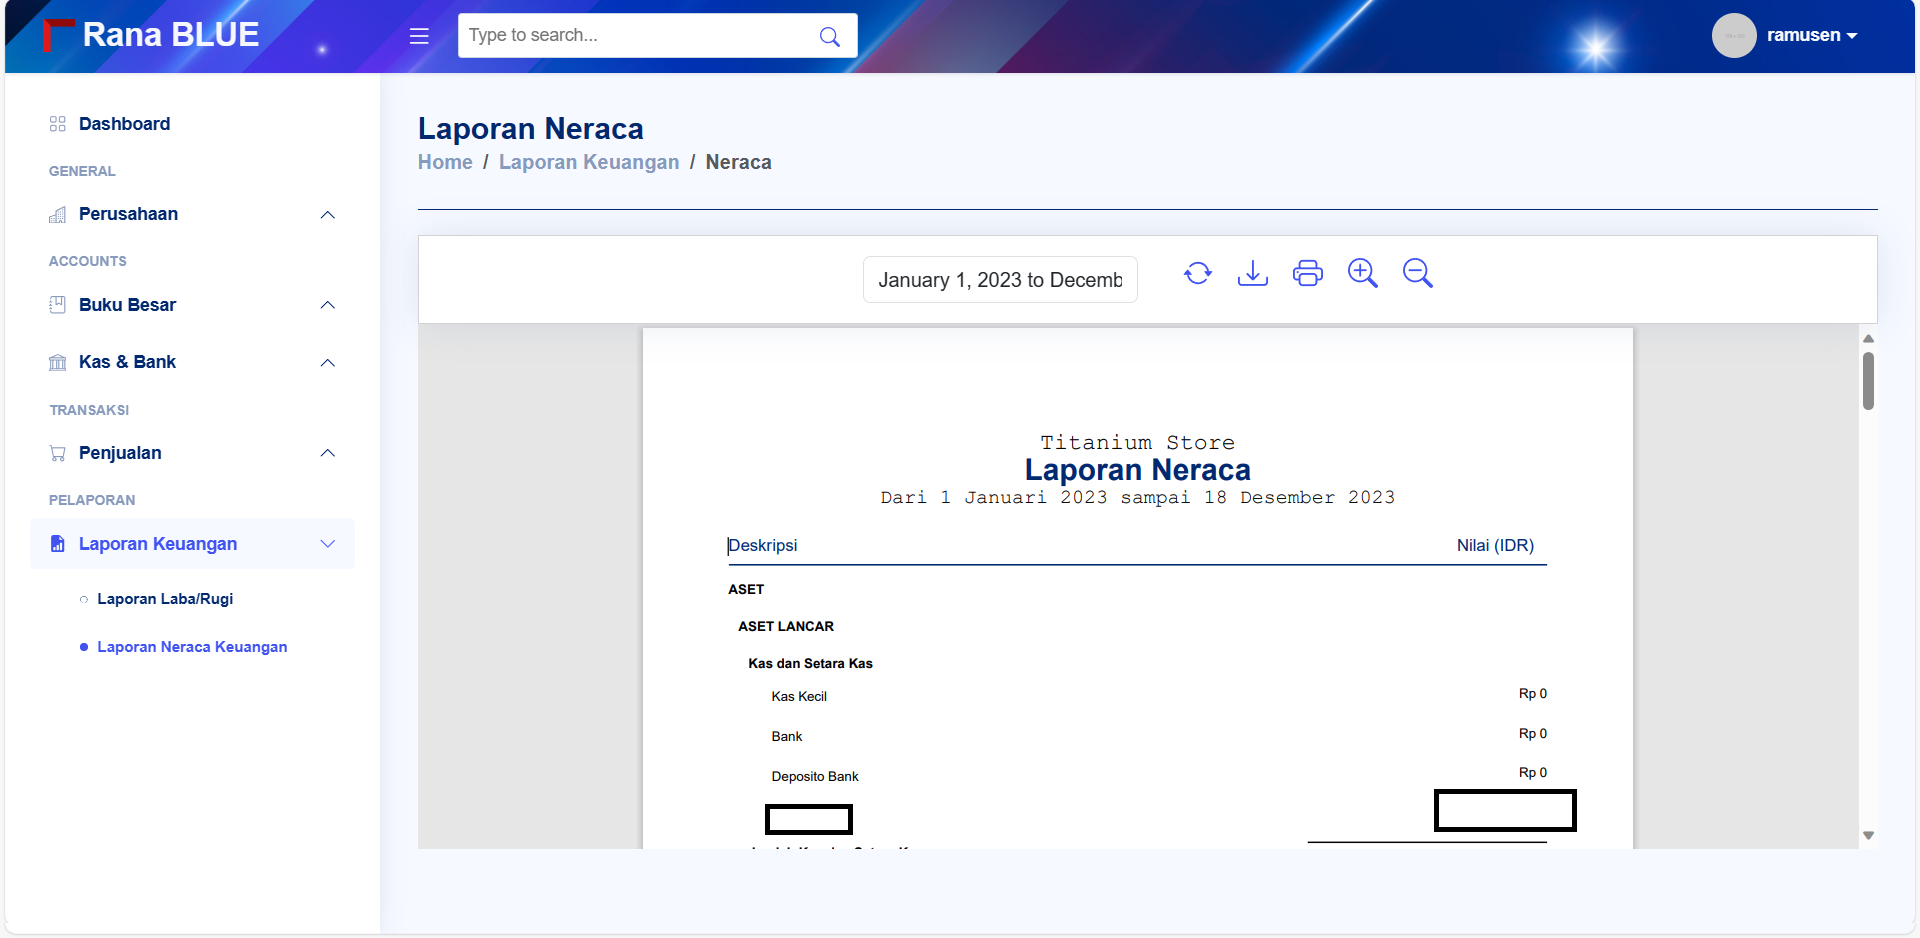 Rana BLUE
Type to search...
ramusen
Dashboard
GENERAL
Perusahaan
ACCOUNTS
Buku Besar
Kas & Bank
TRANSAKSI
Penjualan
PELAPORAN
Laporan Keuangan
Laporan Laba/Rugi
Laporan Neraca Keuangan
Laporan Neraca
Home / Laporan Keuangan / Neraca
January 1, 2023 to Decemb
Titanium Store
Laporan Neraca
Dari 1 Januari 2023 sampai 18 Desember 2023
Deskripsi Nilai (IDR)
ASET
ASET LANCAR
Kas dan Setara Kas
Kas Kecil Rp 0
Bank Rp 0
Deposito Bank Rp 0